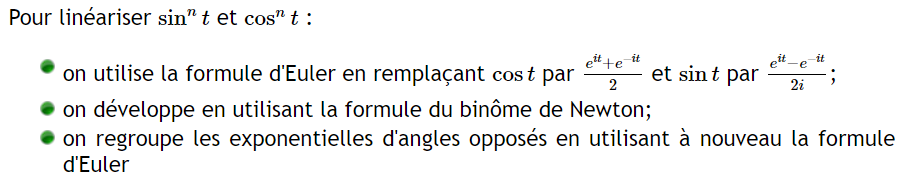 Pour linéariser sinⁿ t et cosⁿ t :
on utilise la formule d'Euler en remplaçant cos t par \frac{e^{it}+e^{-it}}{2} et sin t par \frac{e^{it}-e^{-it}}{2i};
on développe en utilisant la formule du binôme de Newton;
on regroupe les exponentielles d'angles opposés en utilisant à nouveau la formule
d'Euler